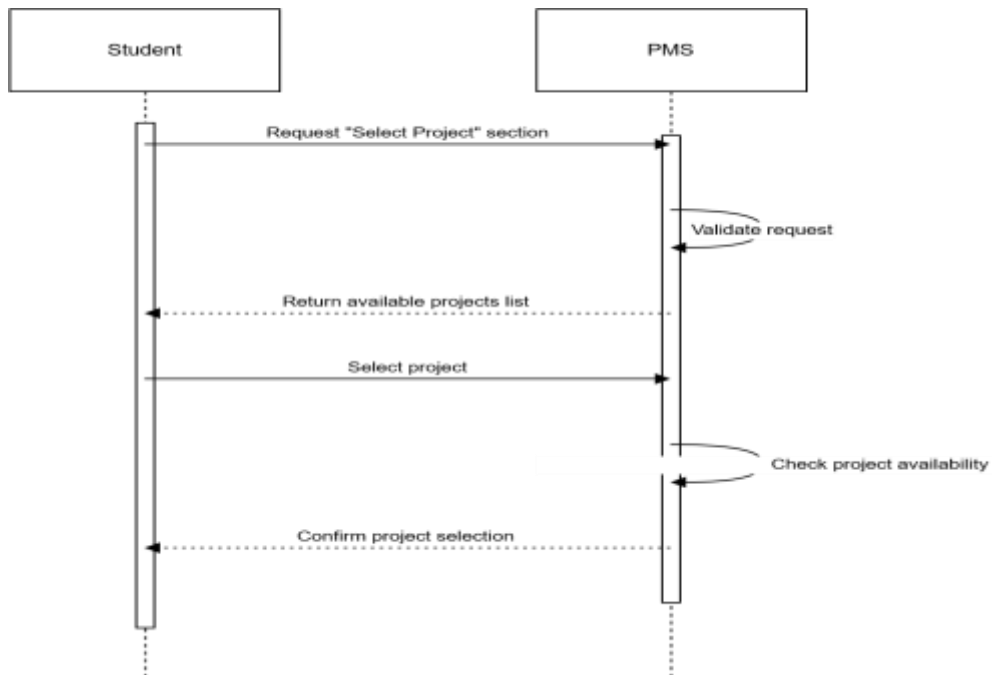 Student
PMS
Request "Select Project" section
Validate request
Return available projects list
Select project
Check project availability
Confirm project selection